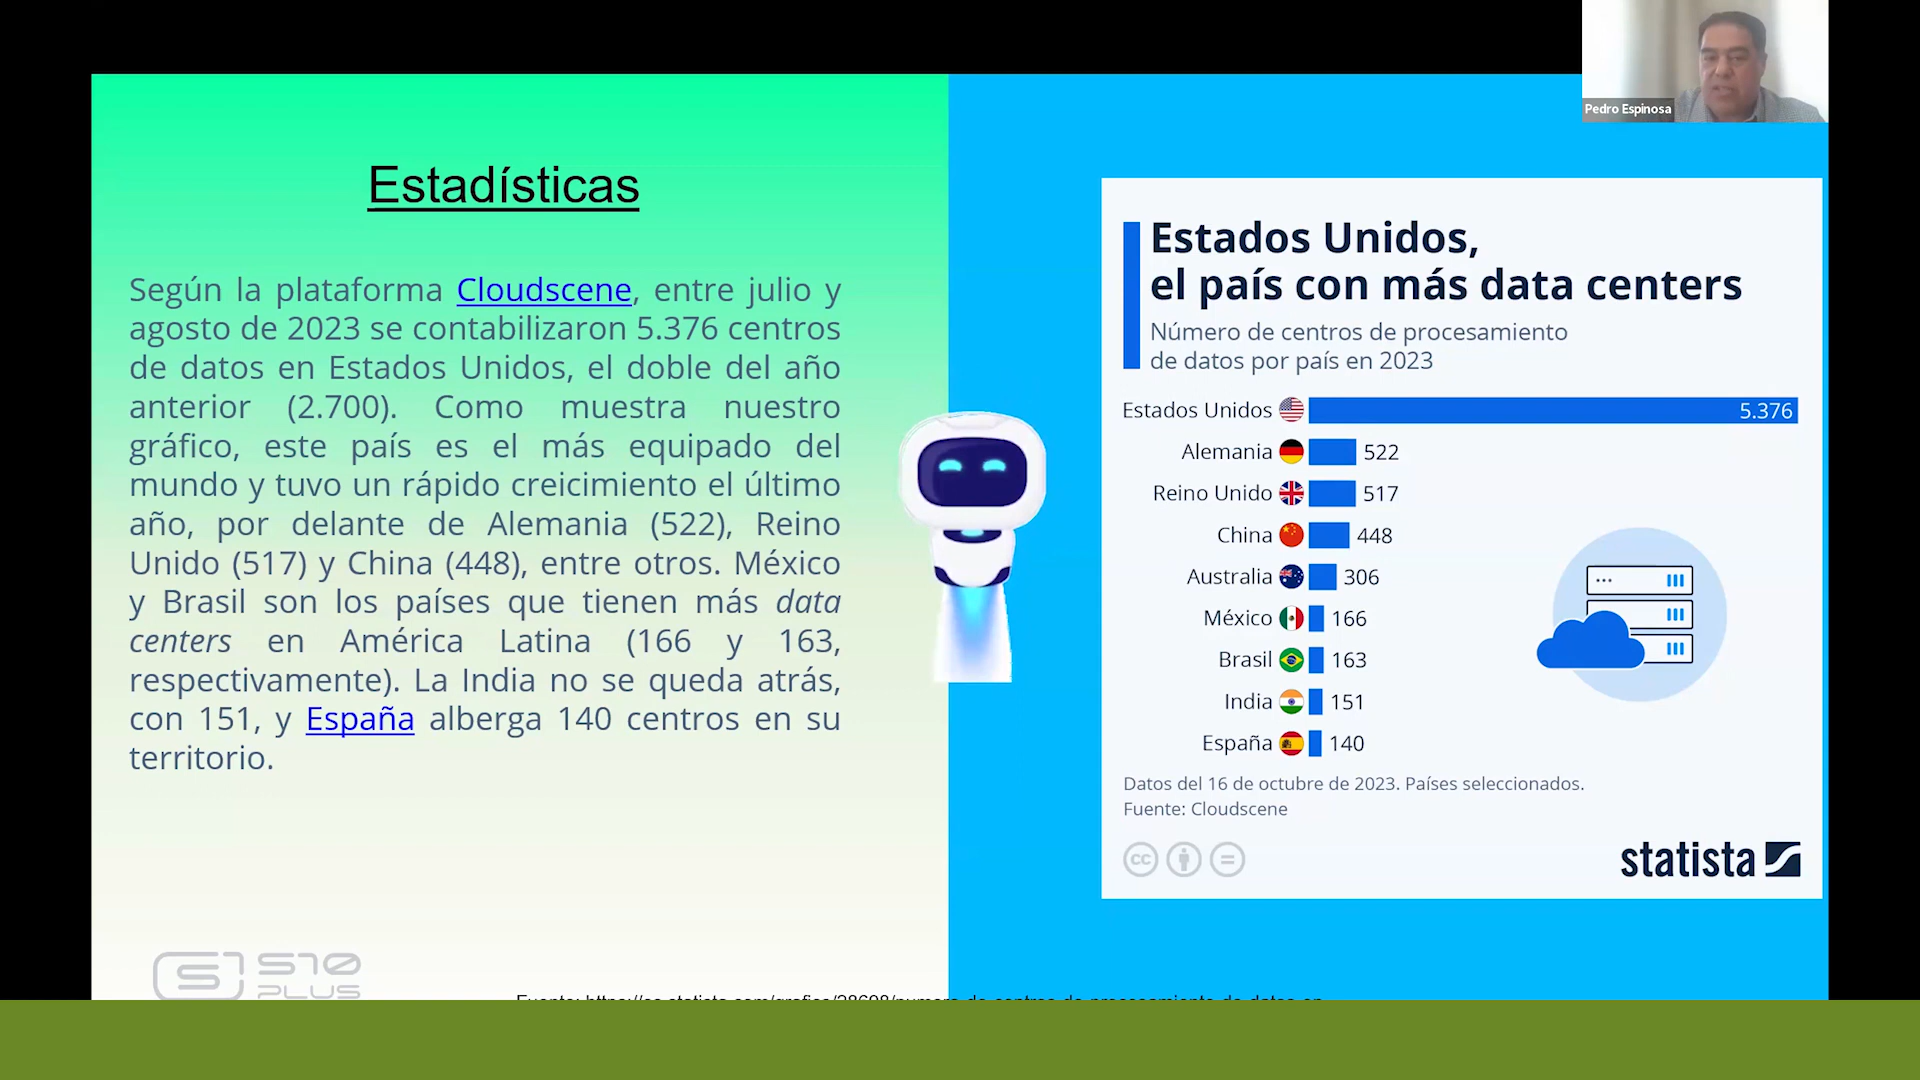 Pedro Espinosa
Estadísticas
Según la plataforma Cloudscene, entre julio y
agosto de 2023 se contabilizaron 5.376 centros
de datos en Estados Unidos, el doble del año
anterior (2.700). Como muestra nuestro
gráfico, este país es el más equipado del
mundo y tuvo un rápido creicimiento el último
año, por delante de Alemania (522), Reino
Unido (517) y China (448), entre otros. México
y Brasil son los países que tienen más data
centers en América Latina (166 y 163,
respectivamente). La India no se queda atrás,
con 151, y España alberga 140 centros en su
territorio.
S10
PLUS
Estados Unidos,
el país con más data centers
Número de centros de procesamiento
de datos por país en 2023
Estados Unidos 5.376
Alemania 522
Reino Unido 517
China 448
Australia 306
México 166
Brasil 163
India 151
España 140
Datos del 16 de octubre de 2023. Países seleccionados.
Fuente: Cloudscene
cc
statista